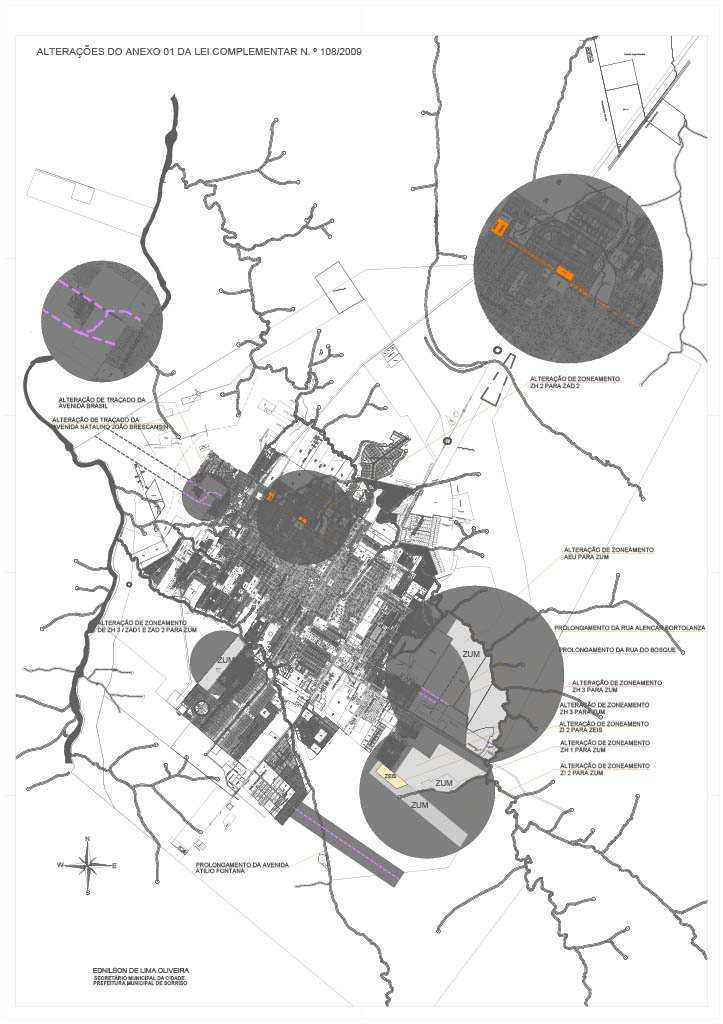 ALTERAÇÕES DO ANEXO 01 DA LEI COMPLEMENTAR N. º 108/2009
ALTERAÇÃO DE ZONEAMENTO
ZH 2 PARA ZAD 2
ALTERAÇÃO DE TRAÇADO DA
AVENIDA BRASIL
ALTERAÇÃO DE TRAÇADO DA
AVENIDA NATALINO JOÃO BRESCANSIN
ALTERAÇÃO DE ZONEAMENTO
AEU PARA ZUM
ALTERAÇÃO DE ZONEAMENTO
DE ZH 3 / ZAD1 E ZAD 2 PARA ZUM
PROLONGAMENTO DA RUA ALENCAR BORTOLANZA
PROLONGAMENTO DA RUA DO BOSQUE
ZUM
ZUM
ALTERAÇÃO DE ZONEAMENTO
ZH 3 PARA ZUM
ALTERAÇÃO DE ZONEAMENTO
ZH 3 PARA ZUM
ALTERAÇÃO DE ZONEAMENTO
ZI 2 PARA ZEIS
ALTERAÇÃO DE ZONEAMENTO
ZH 1 PARA ZUM
ALTERAÇÃO DE ZONEAMENTO
ZI 2 PARA ZUM
ZEIS
ZUM
ZUM
N
W E
S
PROLONGAMENTO DA AVENIDA
ATILIO FONTANA
EDNILSON DE LIMA OLIVEIRA
SECRETÁRIO MUNICIPAL DA CIDADE
PREFEITURA MUNICIPAL DE SORRISO